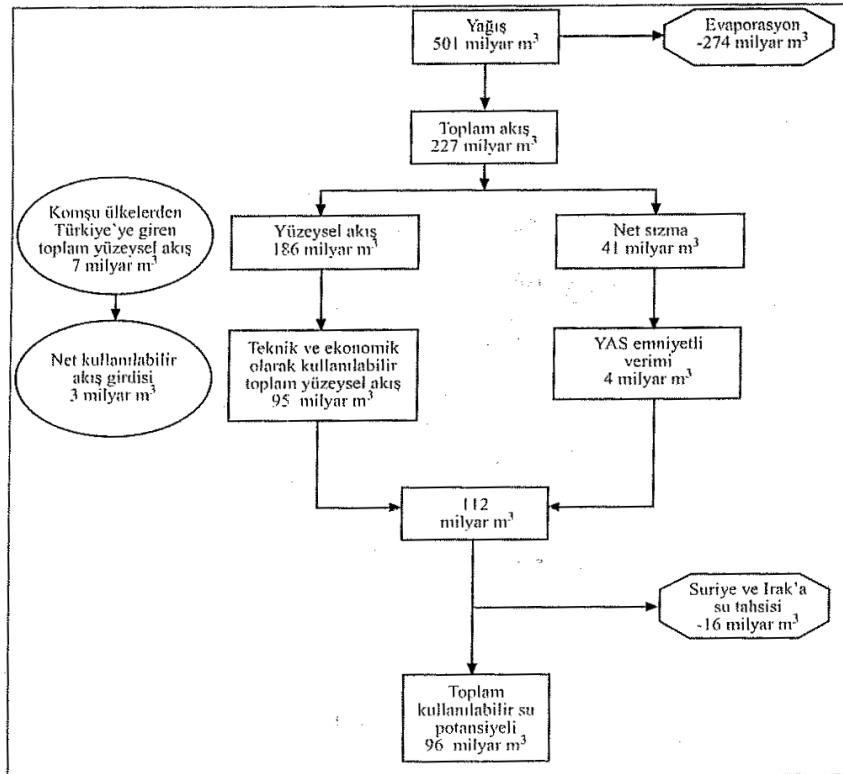 Yağış
501 milyar m³
Evaporasyon
-274 milyar m³
Toplam akış
227 milyar m³
Komşu ülkelerden
Türkiye'ye giren
toplam yüzeysel akış
7 milyar m³
Yüzeysel akış
186 milyar m³
Net sızma
41 milyar m³
Net kullanılabilir
akış girdisi
3 milyar m³
Teknik ve ekonomik
olarak kullanılabilir
toplam yüzeysel akış
95 milyar m³
YAS emniyetli
verimi
4 milyar m³
112
milyar m³
Suriye ve Irak'a
su tahsisi
-16 milyar m³
Toplam
kullanılabilir su
potansiyeli
96 milyar m³